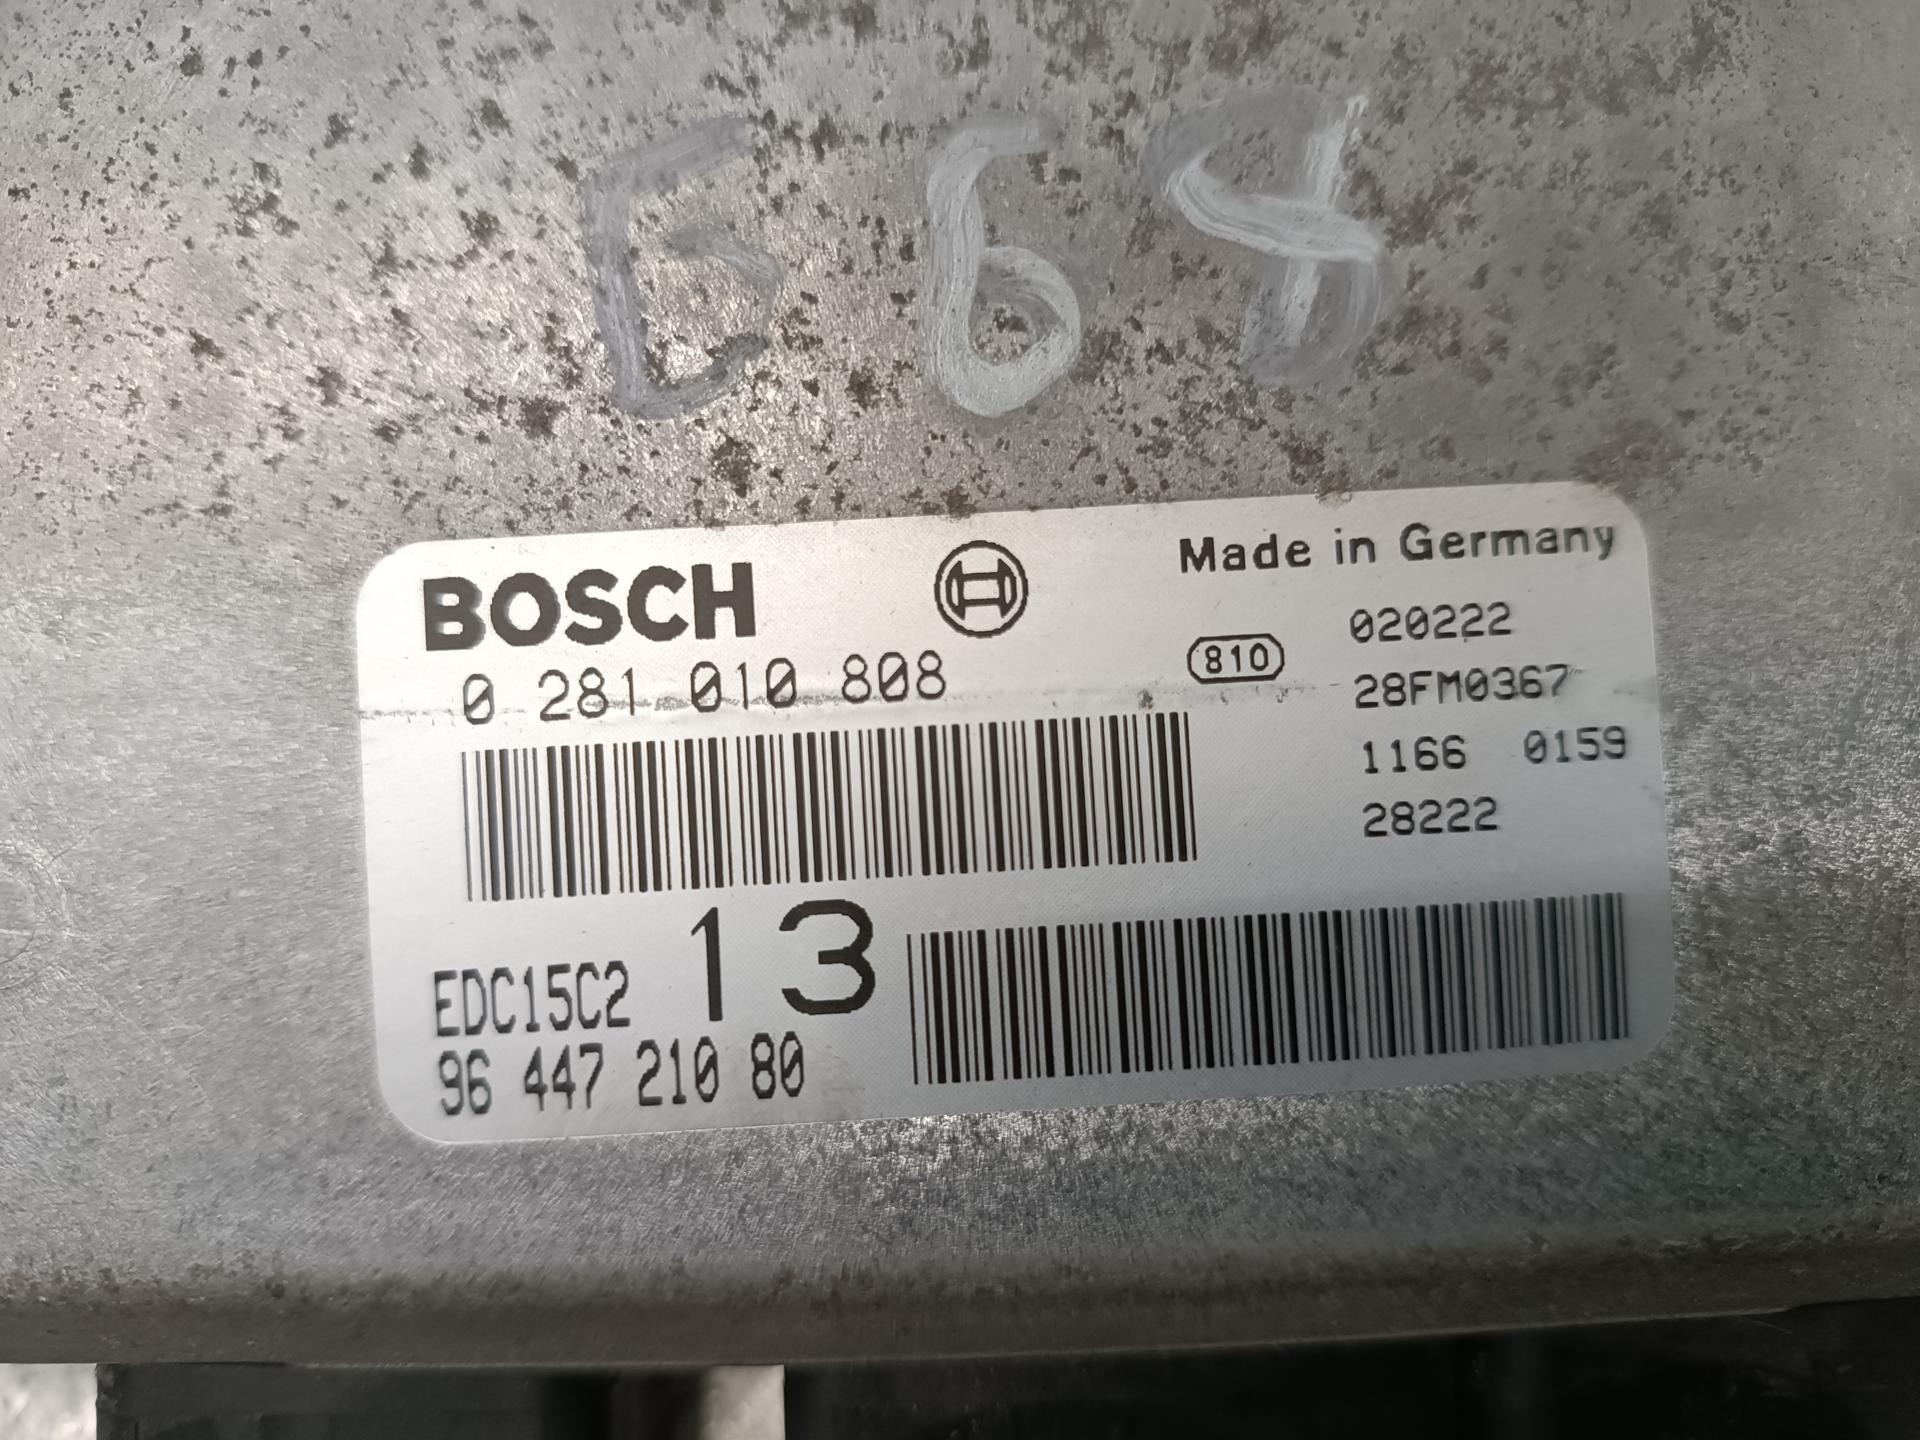 BOSCH
Made in Germany
0 281 010 808
810
020222
28FM0367
1166 0159
28222
EDC15C2 13
96 447 210 80